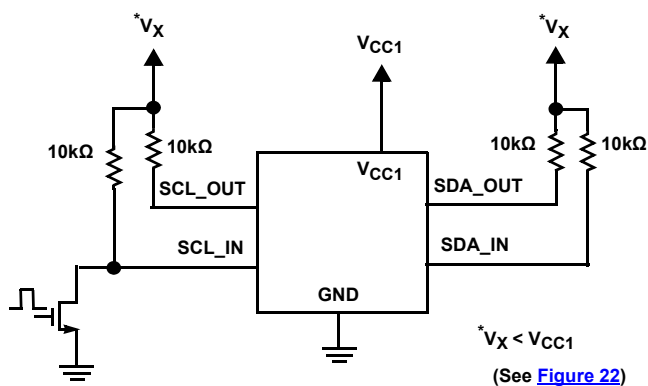 *VX
VCC1
*VX
10kΩ
10kΩ
VCC1
10kΩ
10kΩ
SCL_OUT
SDA_OUT
SCL_IN
SDA_IN
GND
*VX < VCC1
(See Figure 22)